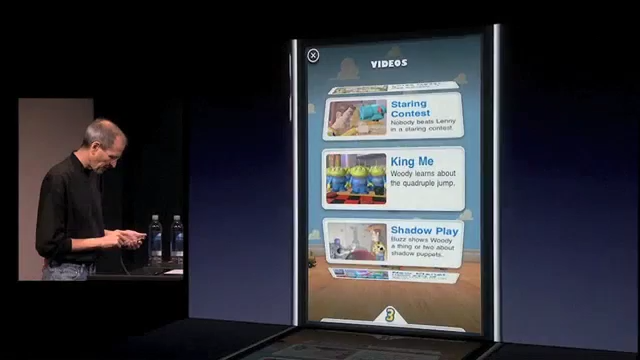 VIDEOS
Staring
Contest
Nobody beats Lenny
in a staring contest.
King Me
Woody learns about
the quadruple jump.
Shadow Play
Buzz shows Woody
a thing or two about
shadow puppets.
3